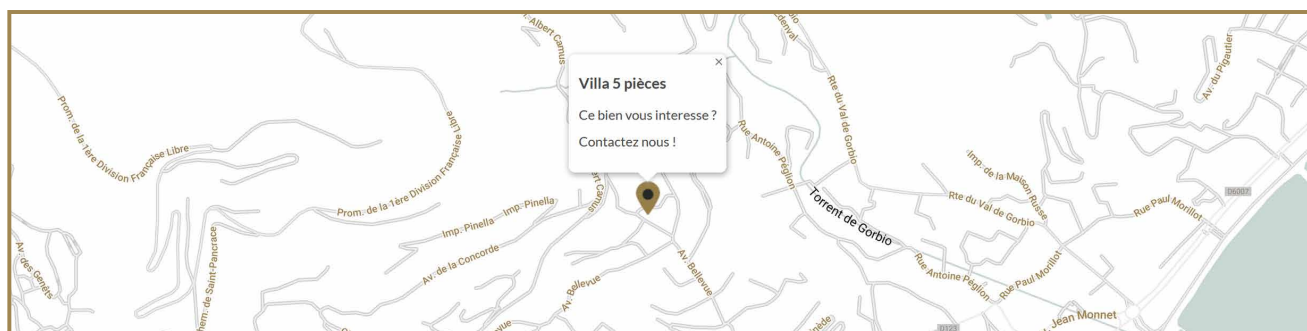 Albert Camus
Rte du Val de Gorbio
Av. du Pigautier
×
Villa 5 pièces
Ce bien vous interesse ?
Contactez nous !
Prom. de la 1ère Division Française Libre
Prom. de la 1ère Division Française Libre
Rue Antoine Péglion
Imp. de la Maison Russe
D6007
Torrent de Gorbio
Rte du Val de Gorbio
Rue Paul Morillot
Imp. Pinella
Imp. Pinella
Av. de la Concorde
Av. des Genêts
Chem. de Saint-Pancrace
Av. Bellevue
Av. Bellevue
Rue Antoine Péglion
Rue Paul Morillot
D123
Jean Monnet